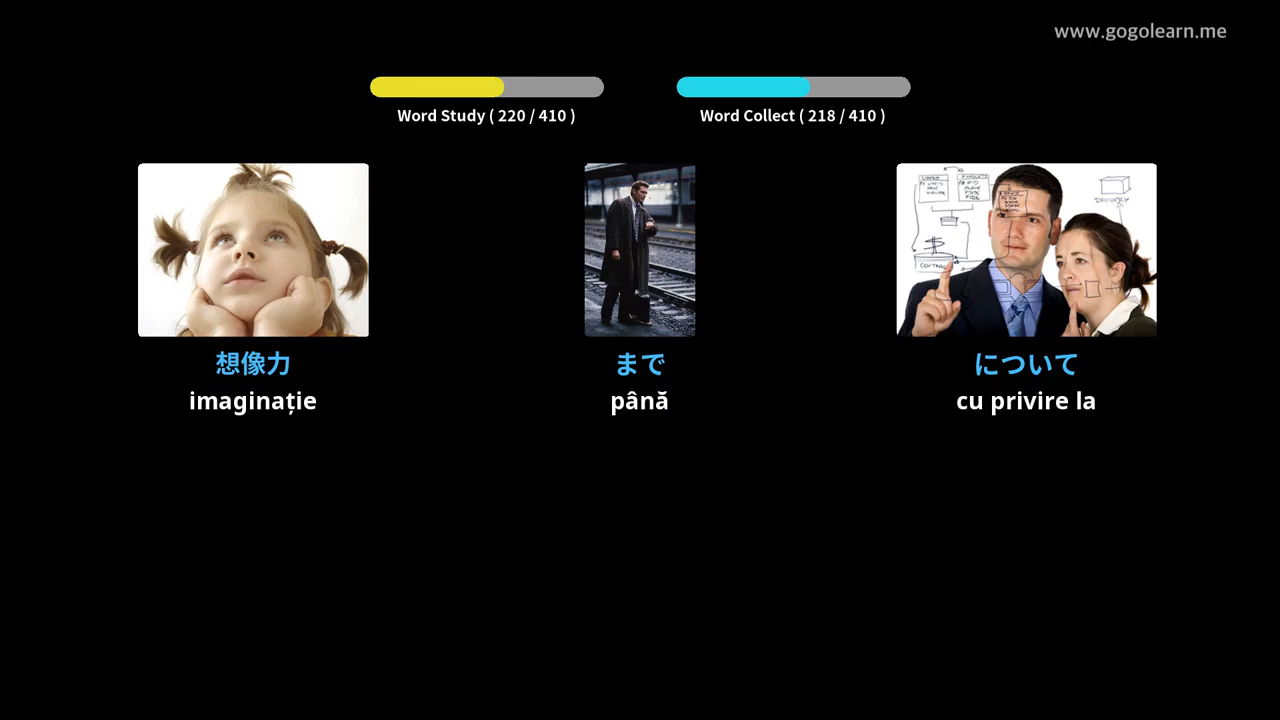 www.gogolearn.me
Word Study ( 220 / 410 )
Word Collect ( 218 / 410 )
想像力
imaginație
まで
până
について
cu privire la